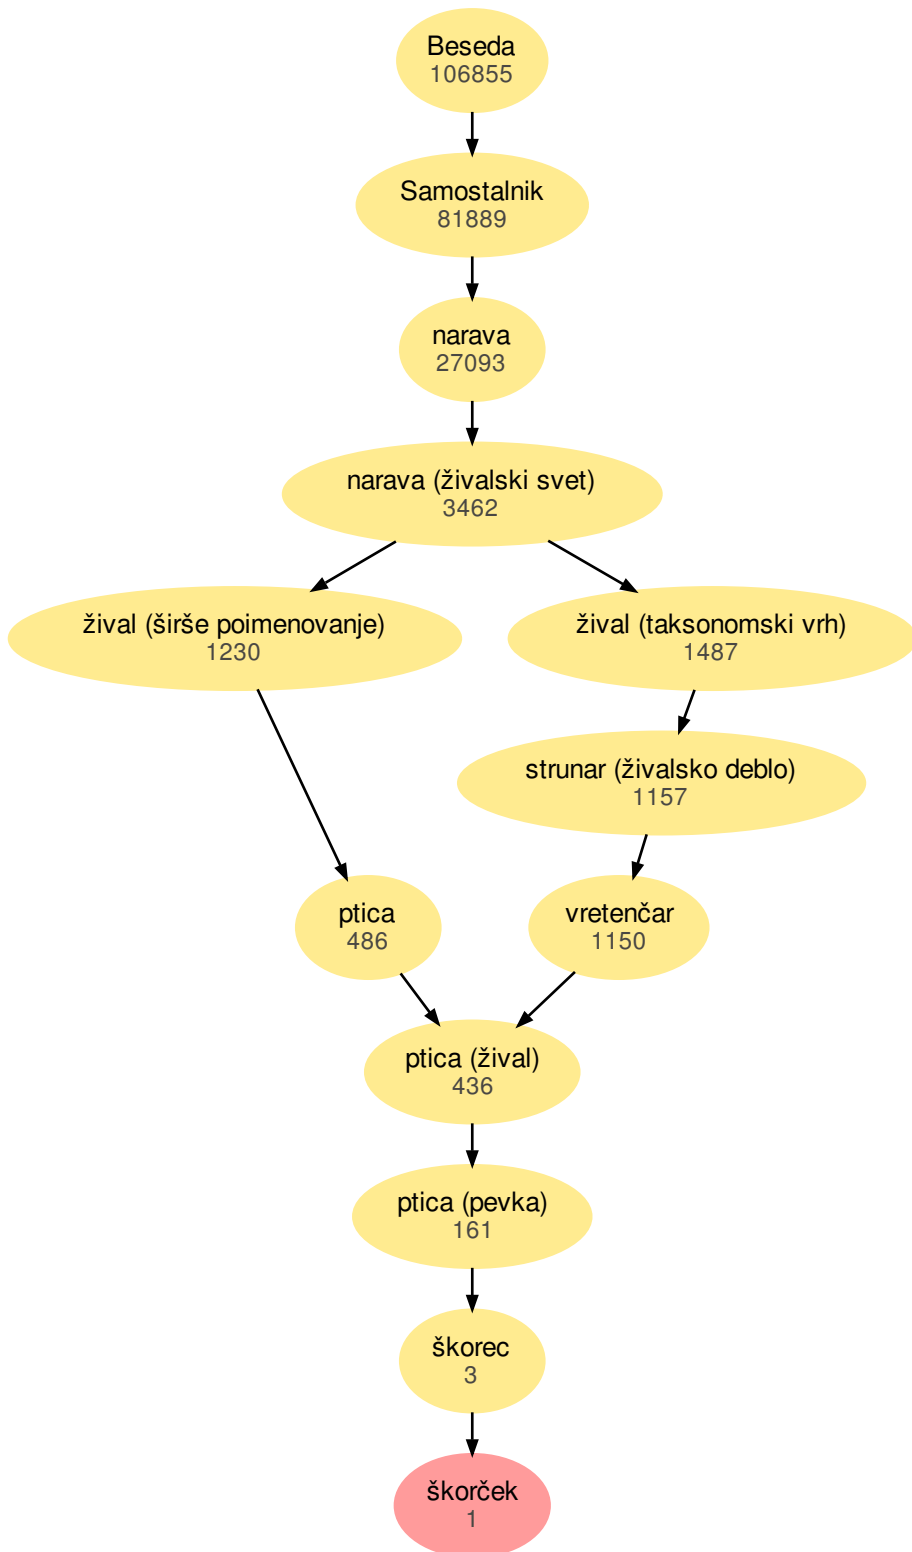 Beseda
106855
Samostalnik
81889
narava
27093
narava (živalski svet)
3462
žival (širše poimenovanje)
1230
žival (taksonomski vrh)
1487
strunar (živalsko deblo)
1157
ptica
486
vretenčar
1150
ptica (žival)
436
ptica (pevka)
161
škorec
3
škorček
1